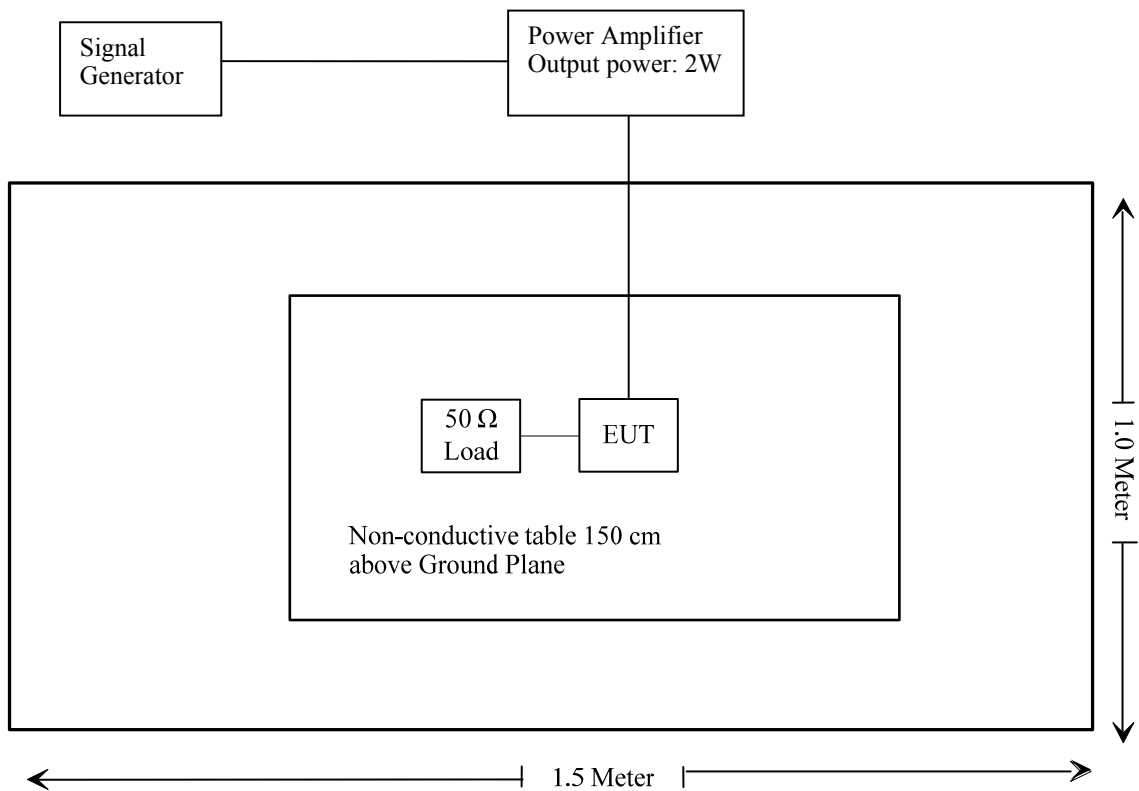 Signal
Generator
Power Amplifier
Output power: 2W
50 Ω
Load
EUT
Non-conductive table 150 cm
above Ground Plane
1.0 Meter
1.5 Meter